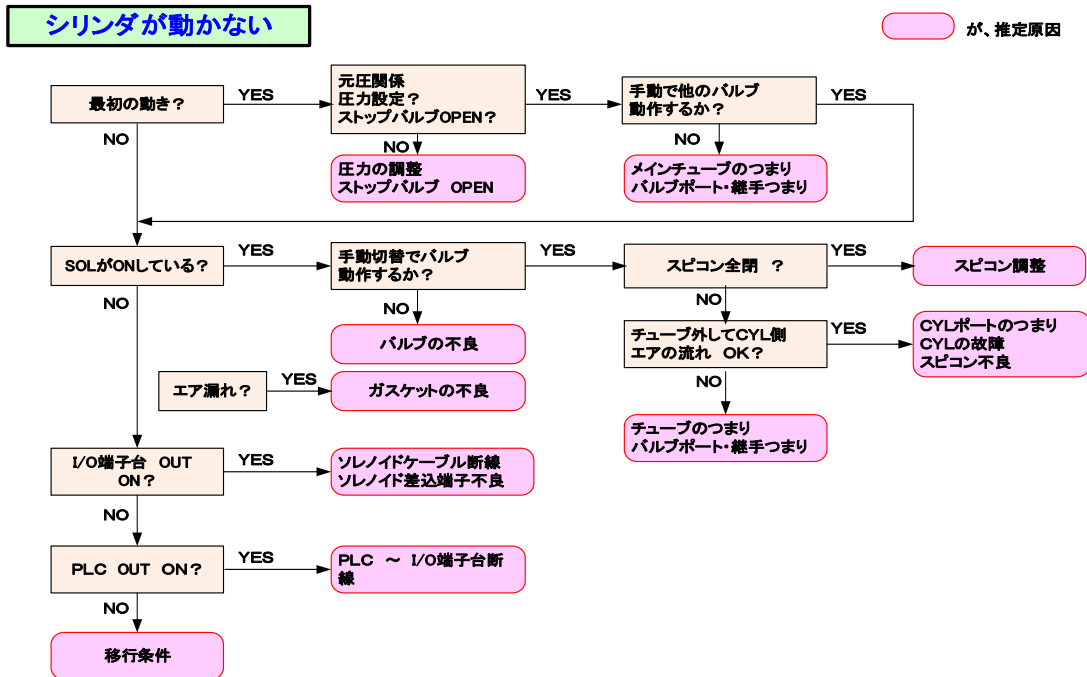 シリンダが動かない
が、推定原因
最初の動き？
YES
元圧関係
圧力設定？
ストップバルブOPEN？
YES
手動で他のバルブ
動作するか？
YES
NO
NO
圧力の調整
ストップバルブ　OPEN
NO
メインチューブのつまり
バルブポート・継手つまり
SOLがONしている？
YES
手動切替でバルブ
動作するか？
YES
スピコン全閉　？
YES
スピコン調整
NO
NO
バルブの不良
NO
チューブ外してCYL側
エアの流れ　OK？
YES
CYLポートのつまり
CYLの故障
スピコン不良
エア漏れ？
YES
ガスケットの不良
NO
チューブのつまり
バルブポート・継手つまり
I/O端子台　OUT
ON？
YES
ソレノイドケーブル断線
ソレノイド差込端子不良
NO
PLC　OUT　ON？
YES
PLC　～　I/O端子台断
線
NO
移行条件